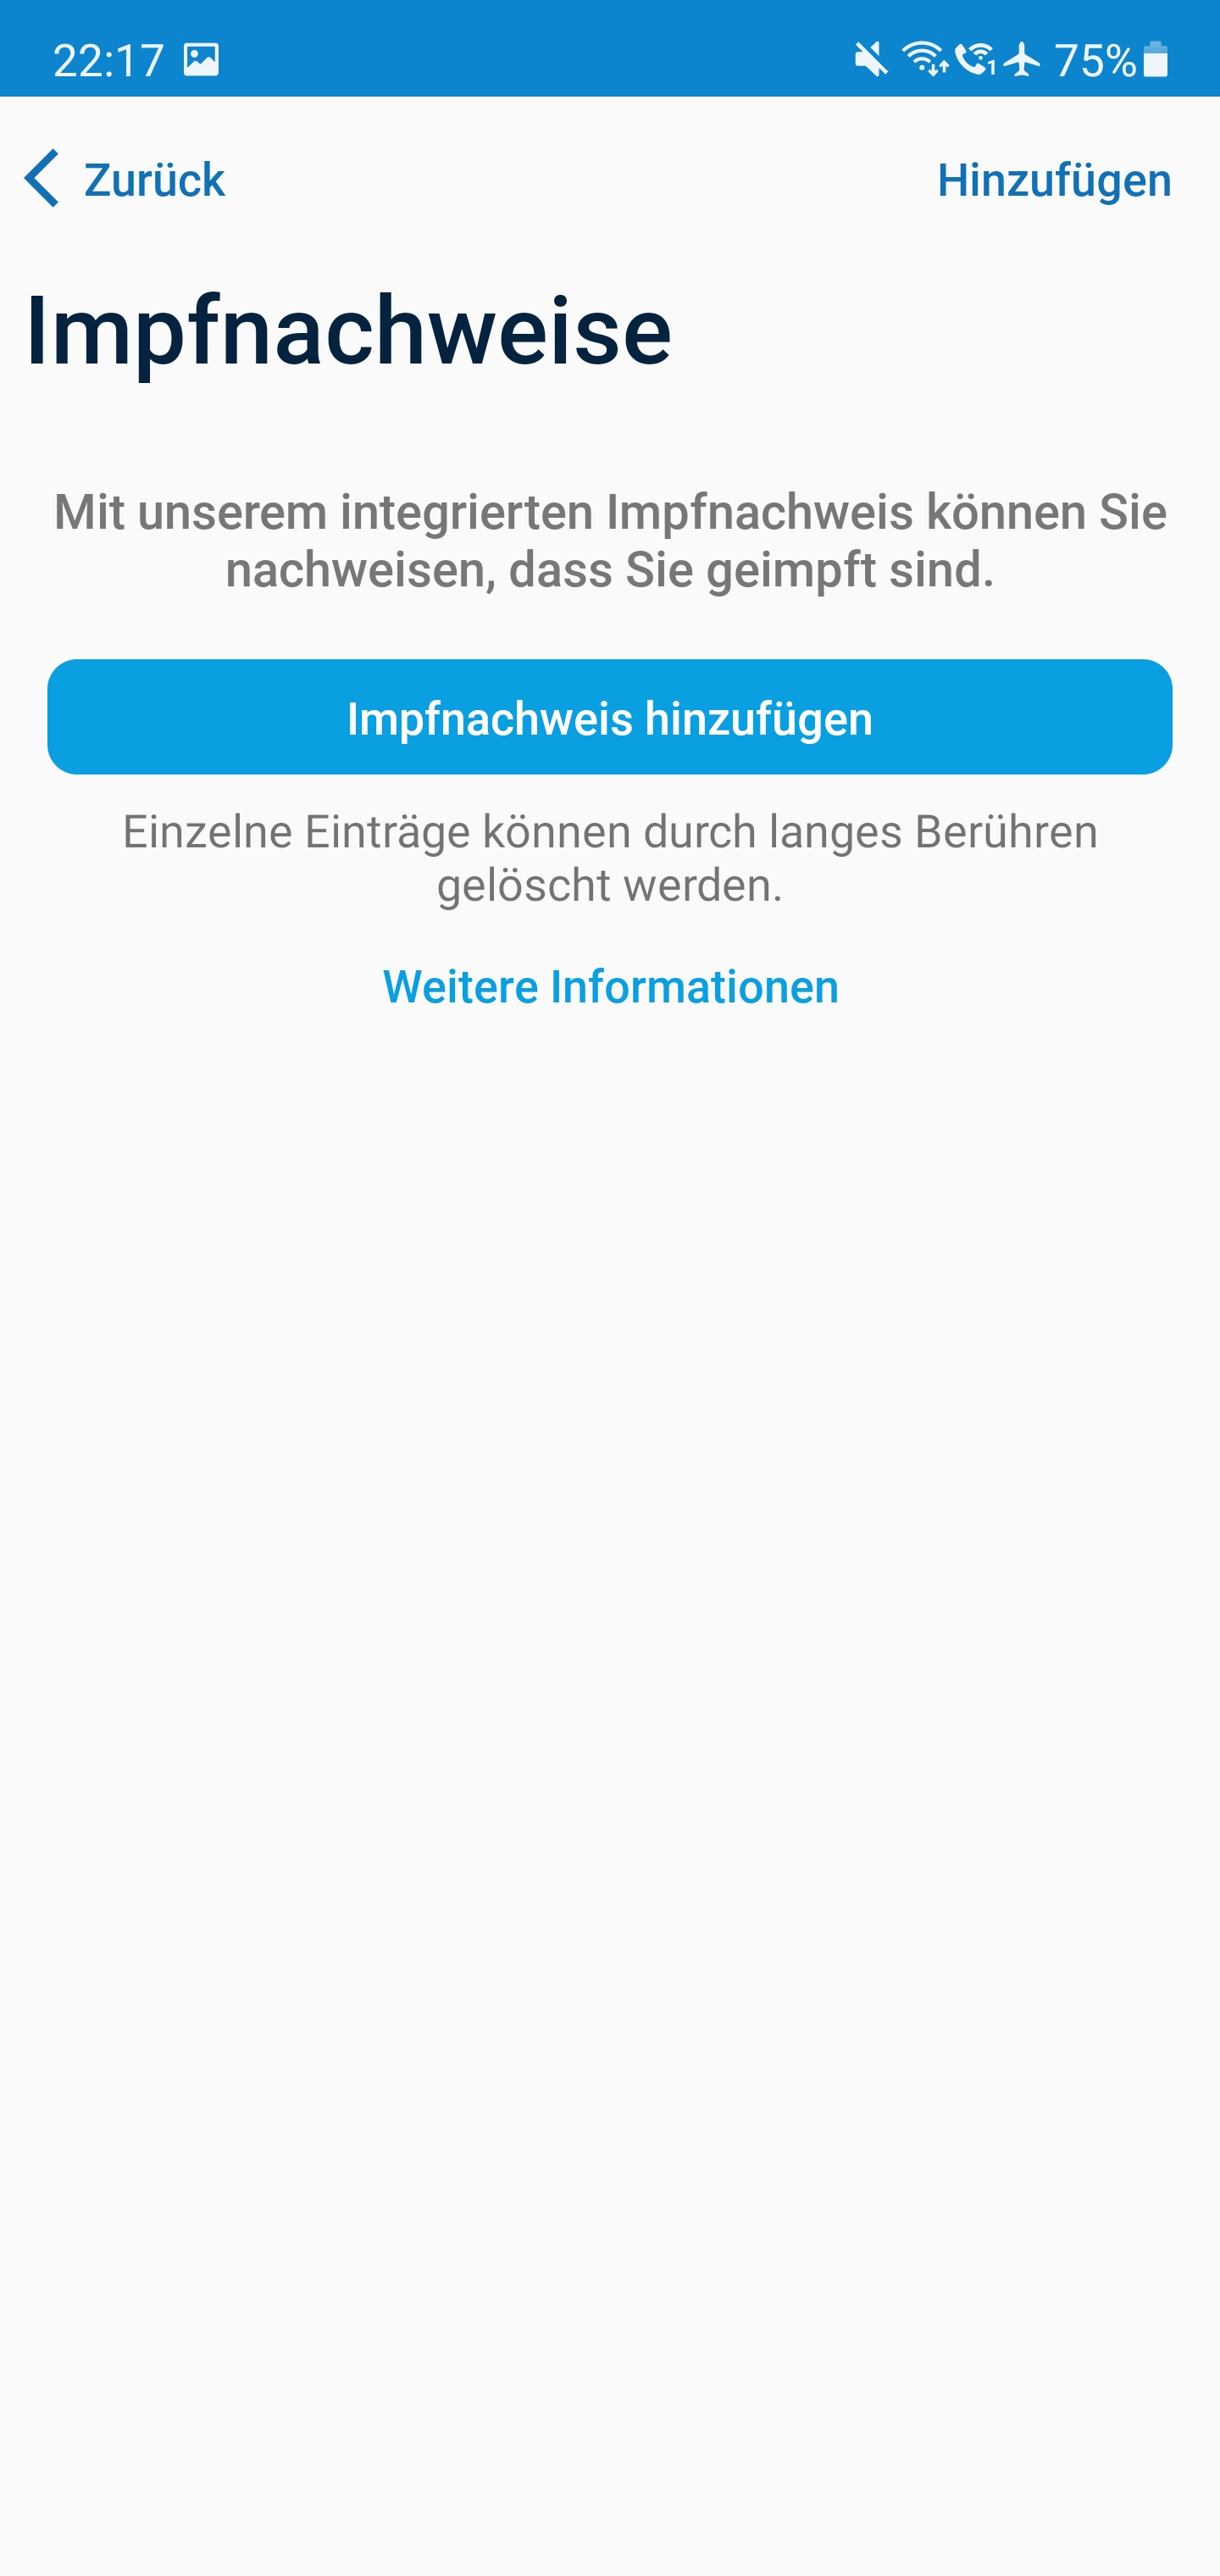 22:17
1 75%
Zurück
Hinzufügen
Impfnachweise
Mit unserem integrierten Impfnachweis können Sie
nachweisen, dass Sie geimpft sind.
Impfnachweis hinzufügen
Einzelne Einträge können durch langes Berühren
gelöscht werden.
Weitere Informationen